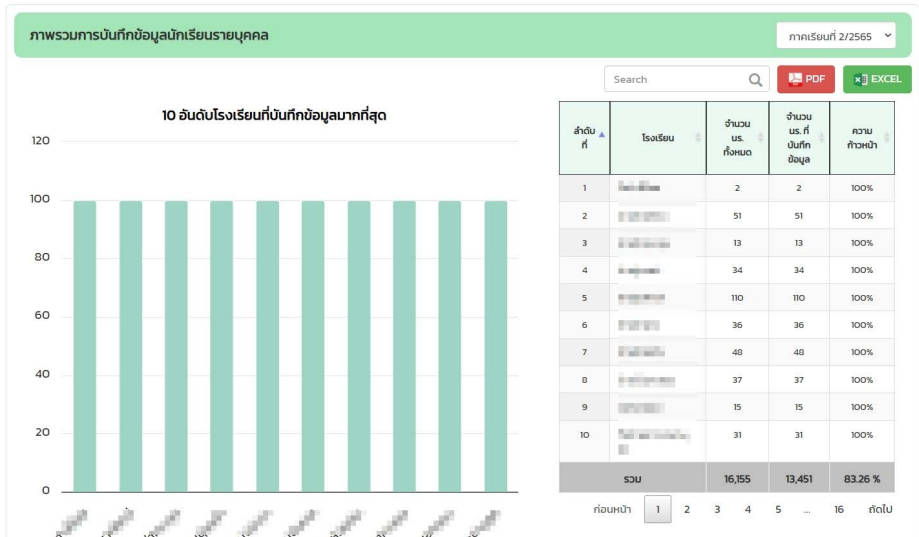 ภาพรวมการบันทึกข้อมูลนักเรียนรายบุคคล
ภาคเรียนที่ 2/2565
Search
PDF
EXCEL
10 อันดับโรงเรียนที่บันทึกข้อมูลมากที่สุด
120
100
80
60
40
20
0
ลำดับที่ โรงเรียน จำนวน นร. ทั้งหมด จำนวน นร. ที่บันทึกข้อมูล ความก้าวหน้า
1 2 2 100%
2 51 51 100%
3 13 13 100%
4 34 34 100%
5 110 110 100%
6 36 36 100%
7 48 48 100%
8 37 37 100%
9 15 15 100%
10 31 31 100%
รวม 16,155 13,451 83.26 %
ก่อนหน้า 1 2 3 4 5 ... 16 ถัดไป